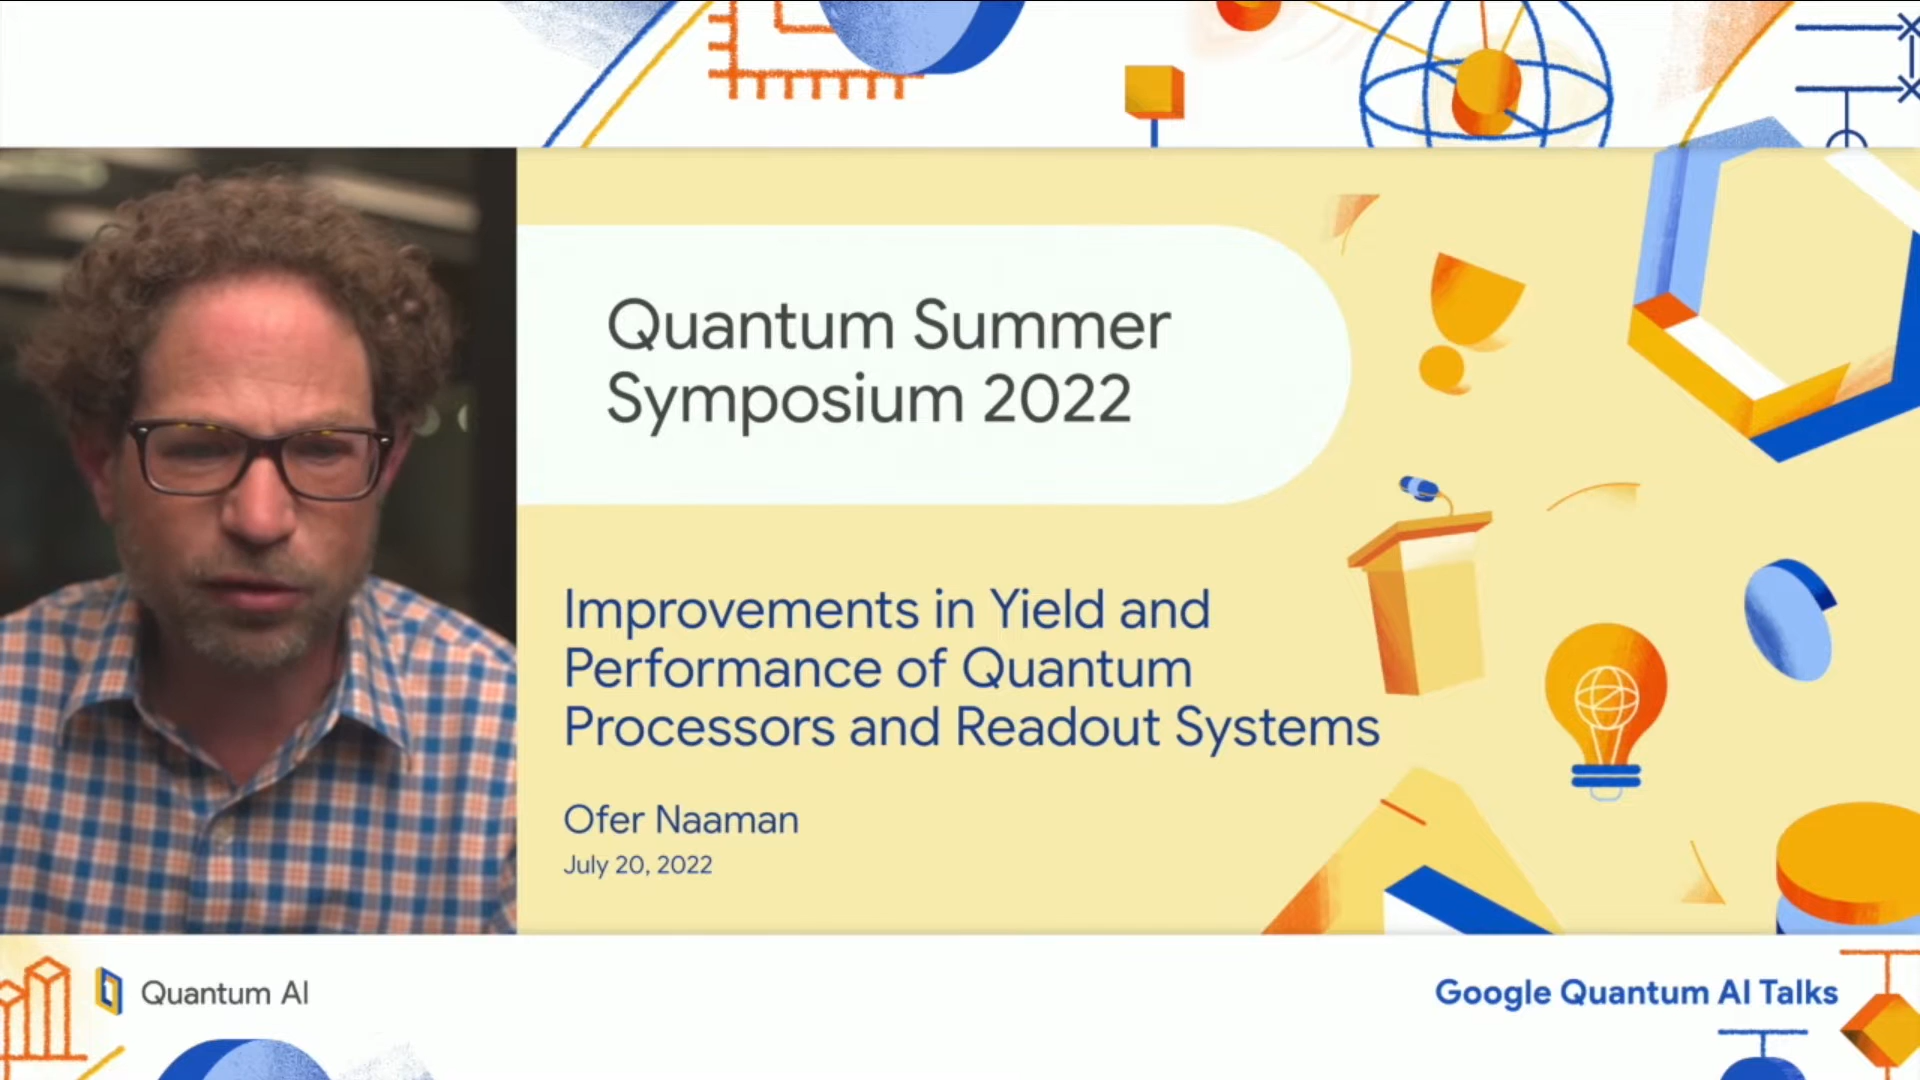 Quantum Summer
Symposium 2022
Improvements in Yield and
Performance of Quantum
Processors and Readout Systems
Ofer Naaman
July 20, 2022
Quantum AI
Google Quantum AI Talks